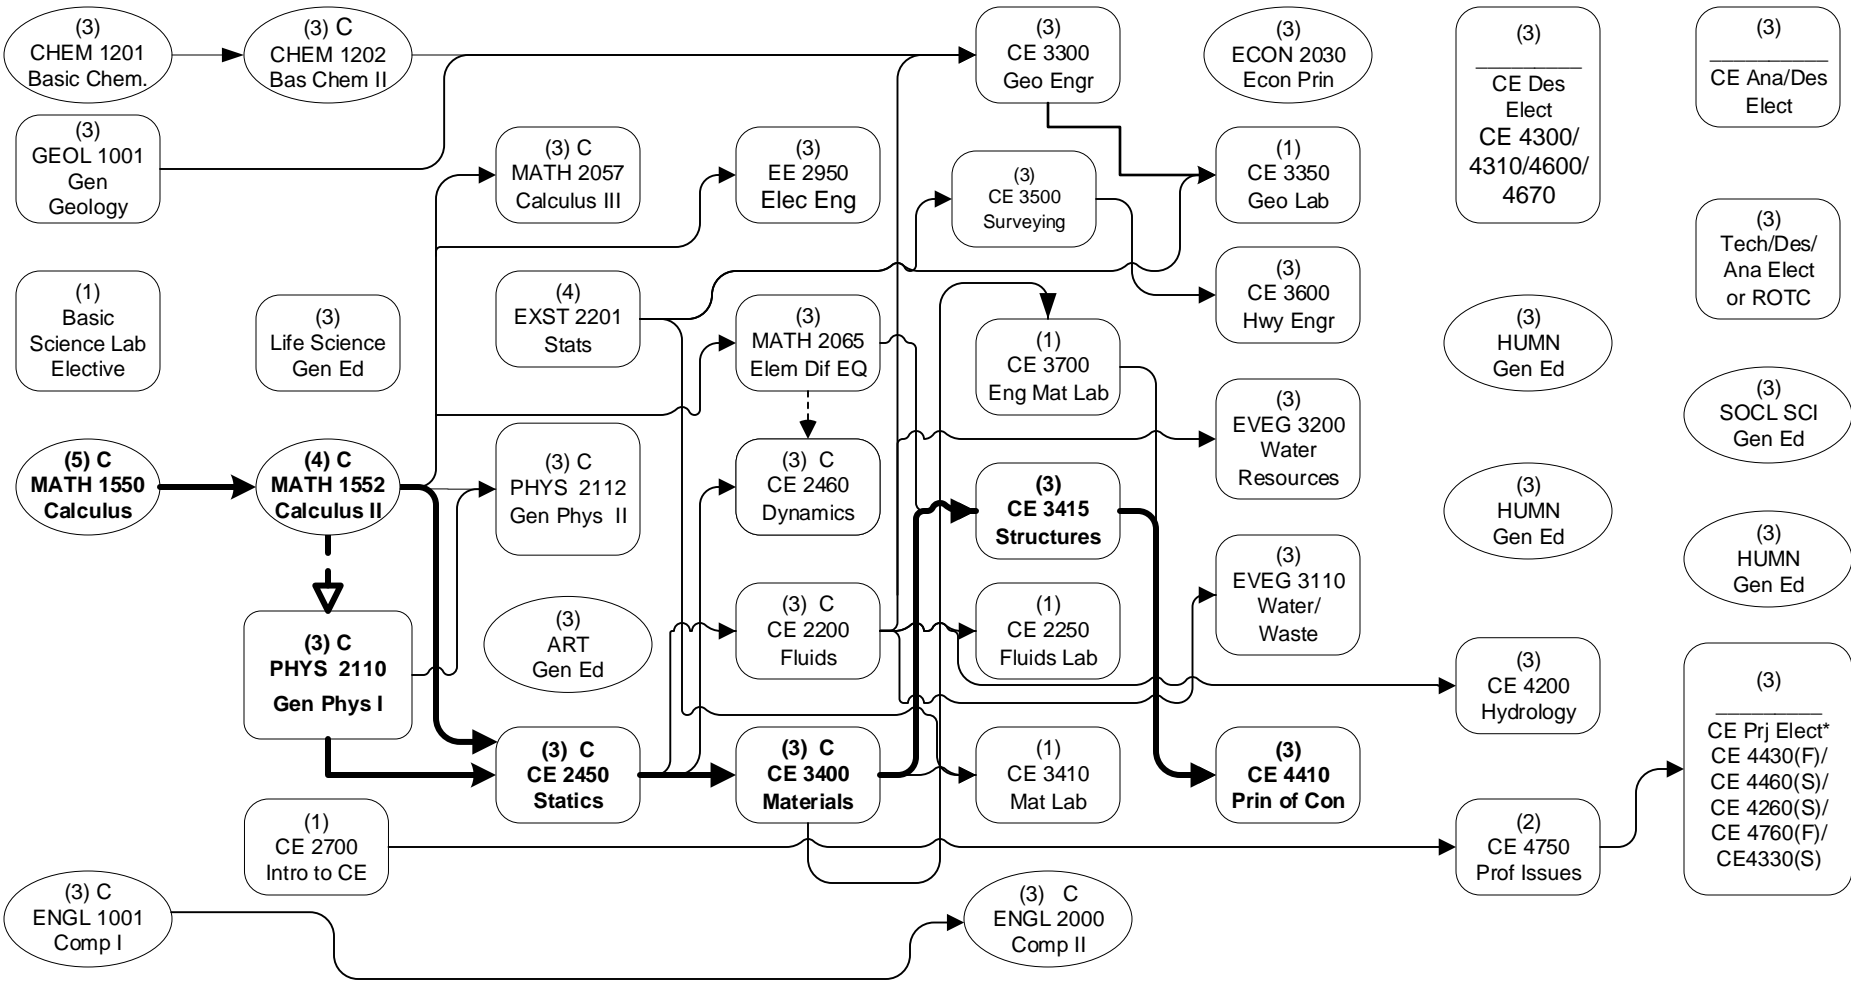 (3)
CHEM 1201
Basic Chem.
(3) C
CHEM 1202
Bas Chem II
(3)
CE 3300
Geo Engr
(3)
ECON 2030
Econ Prin
(3)
_________
CE Des
Elect
CE 4300/
4310/4600/
4670
(3)
__________
CE Ana/Des
Elect
(3)
GEOL 1001
Gen
Geology
(3) C
MATH 2057
Calculus III
(3)
EE 2950
Elec Eng
(3)
CE 3500
Surveying
(1)
CE 3350
Geo Lab
(3)
Tech/Des/
Ana Elect
or ROTC
(1)
Basic
Science Lab
Elective
(3)
Life Science
Gen Ed
(4)
EXST 2201
Stats
(3)
MATH 2065
Elem Dif EQ
(1)
CE 3700
Eng Mat Lab
(3)
CE 3600
Hwy Engr
(3)
HUMN
Gen Ed
(3)
SOCL SCI
Gen Ed
(5) C
MATH 1550
Calculus
(4) C
MATH 1552
Calculus II
(3) C
PHYS 2112
Gen Phys II
(3) C
CE 2460
Dynamics
(3)
CE 3415
Structures
(3)
EVEG 3200
Water
Resources
(3)
HUMN
Gen Ed
(3)
HUMN
Gen Ed
(3) C
PHYS 2110
Gen Phys I
(3)
ART
Gen Ed
(3) C
CE 2200
Fluids
(1)
CE 2250
Fluids Lab
(3)
EVEG 3110
Water/
Waste
(3)
CE 4200
Hydrology
(3)
_________
CE Prj Elect*
CE 4430(F)/
CE 4460(S)/
CE 4260(S)/
CE 4760(F)/
CE4330(S)
(3) C
CE 2450
Statics
(3) C
CE 3400
Materials
(1)
CE 3410
Mat Lab
(3)
CE 4410
Prin of Con
(1)
CE 2700
Intro to CE
(2)
CE 4750
Prof Issues
(3) C
ENGL 1001
Comp I
(3) C
ENGL 2000
Comp II